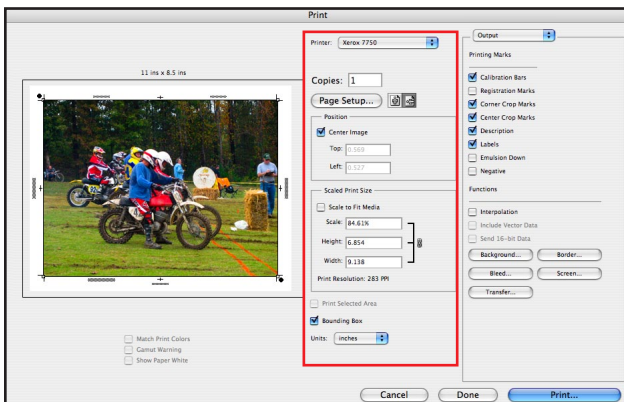 Print
11 ins x 8.5 ins
Match Print Colors
Gamut Warning
Show Paper White
Printer: Xerox 7750
Copies: 1
Page Setup...
Position
Center Image
Top: 0.569
Left: 0.527
Scaled Print Size
Scale to Fit Media
Scale: 84.61%
Height: 6.854
Width: 9.138
Print Resolution: 283 PPI
Print Selected Area
Bounding Box
Units: inches
Output
Printing Marks
Calibration Bars
Registration Marks
Corner Crop Marks
Center Crop Marks
Description
Labels
Emulsion Down
Negative
Functions
Interpolation
Include Vector Data
Send 16-bit Data
Background... Border...
Bleed... Screen...
Transfer...
Cancel Done Print...